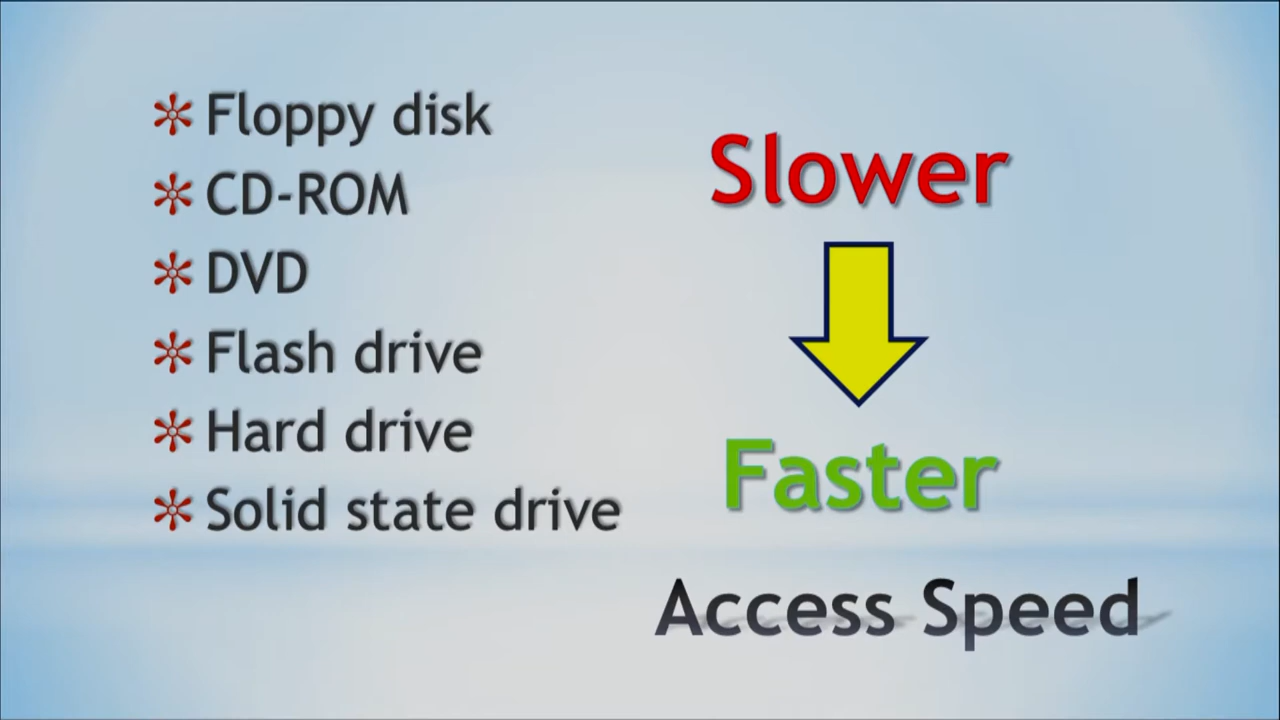 Floppy disk
CD-ROM
DVD
Flash drive
Hard drive
Solid state drive
Slower
Faster
Access Speed